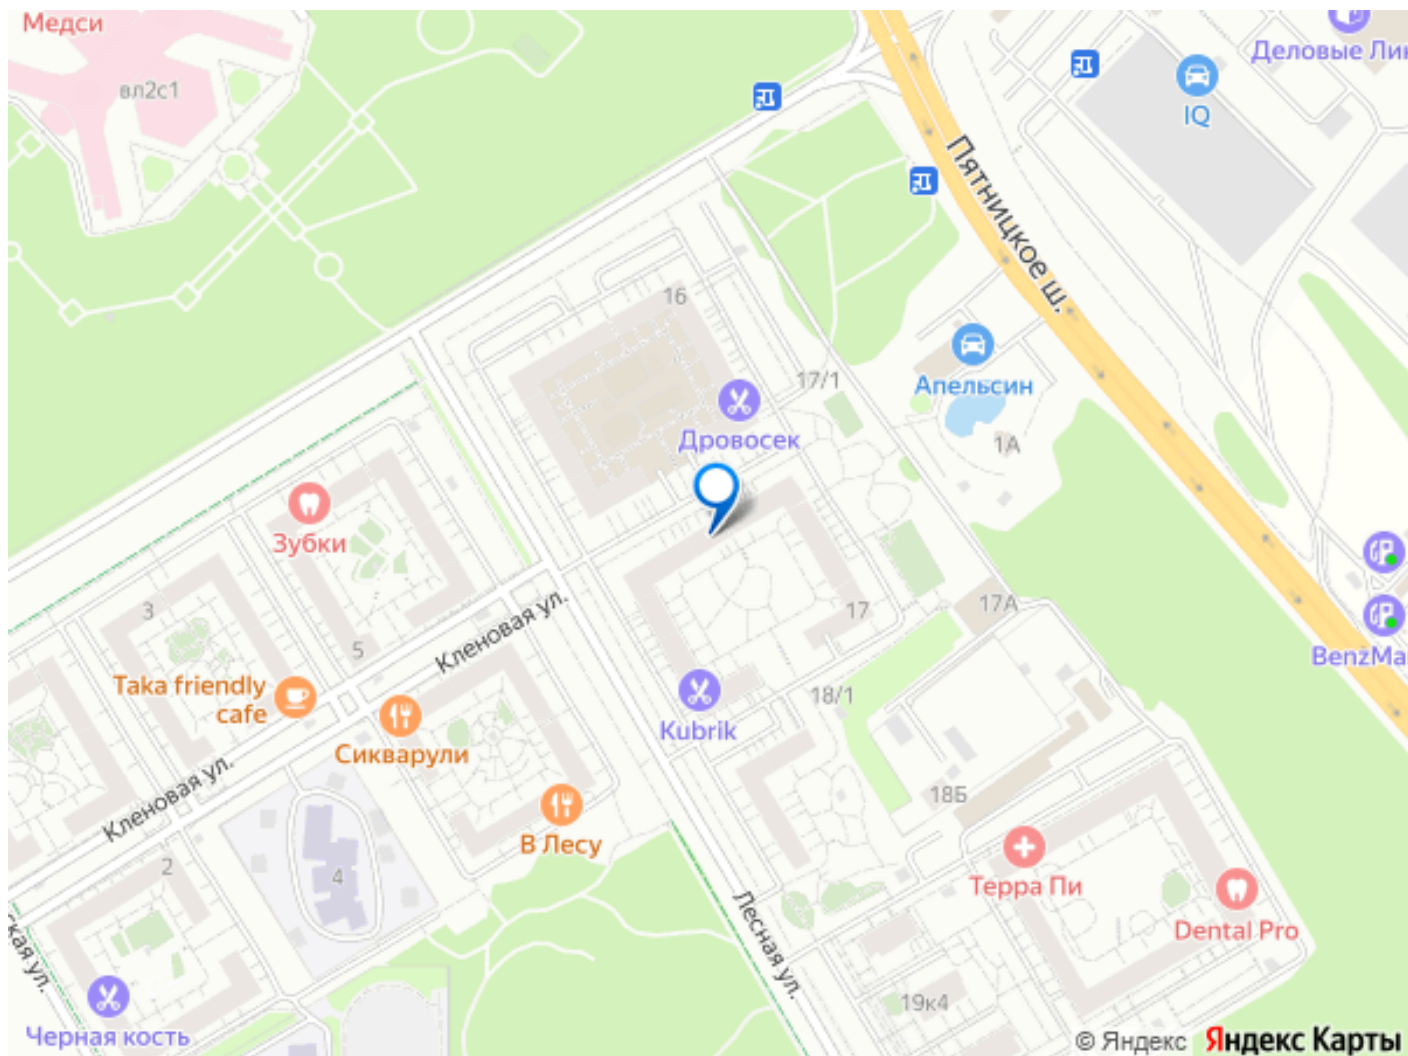 Медси
вл2с1
Деловые Лин
IQ
Пятницкое ш.
16
17/1
Апельсин
Дровосек
1А
Зубки
3
5
Кленовая ул.
17
17А
BenzMa
Taka friendly
cafe
18/1
Kubrik
Сикварули
Кленовая ул.
18Б
В Лесу
2
4
Терра Пи
Лесная ул.
Dental Pro
ская ул.
19к4
Черная кость
© Яндекс Яндекс Карты